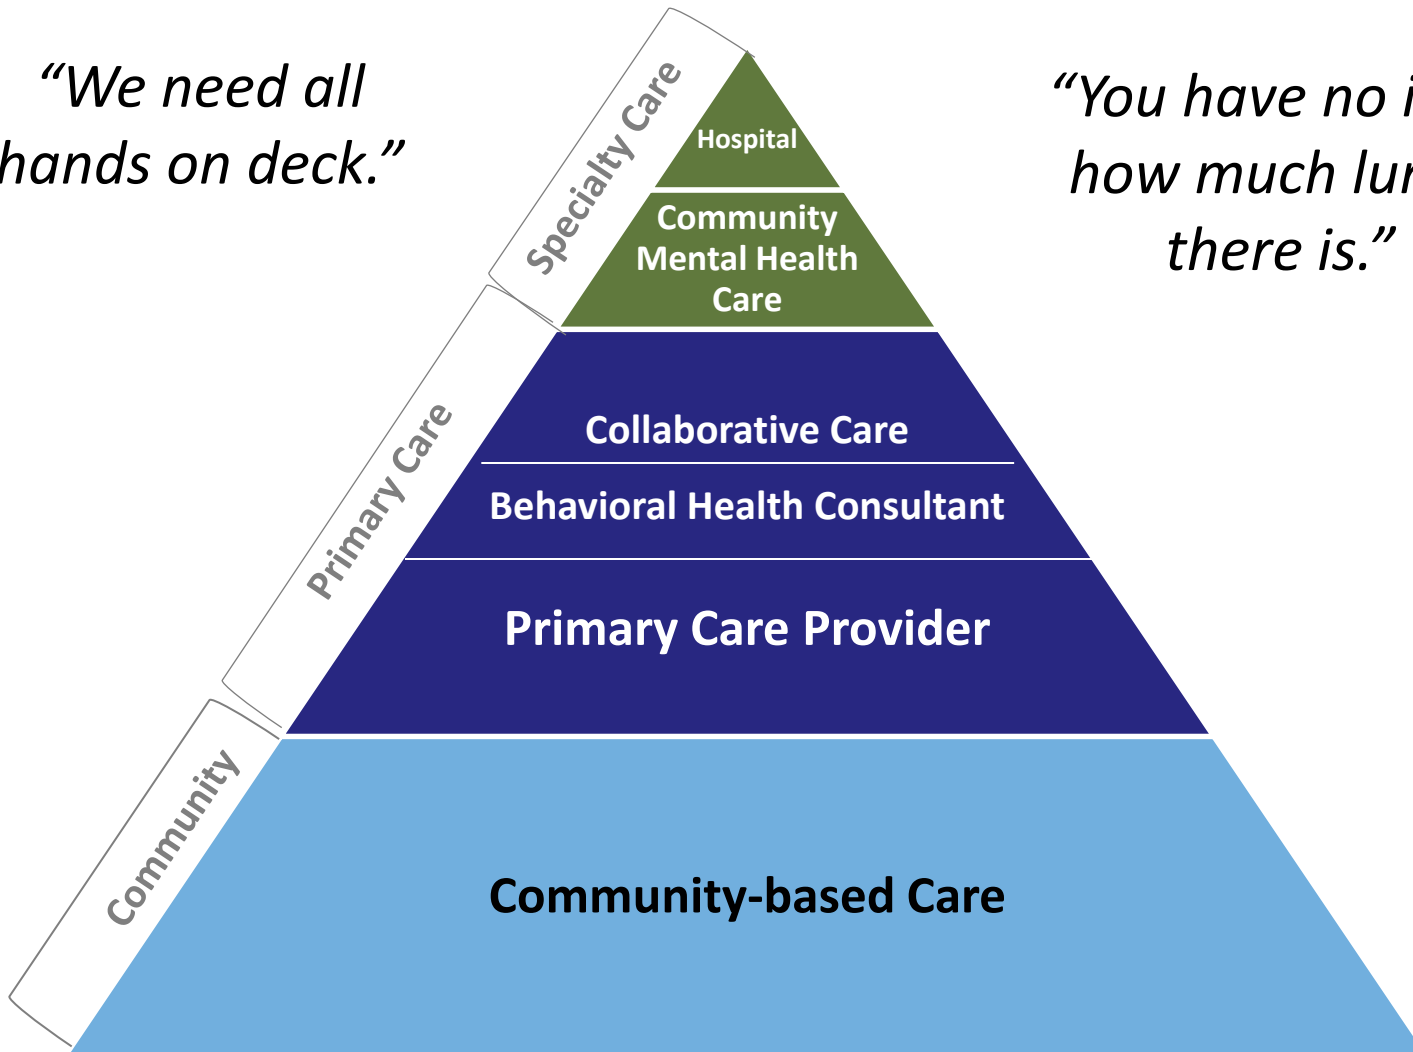 “We need all
hands on deck.”
“You have no
how much
there is.”
Specialty Care
Hospital
Community
Mental Health
Care
Primary Care
Collaborative Care
Behavioral Health Consultant
Primary Care Provider
Community
Community-based Care